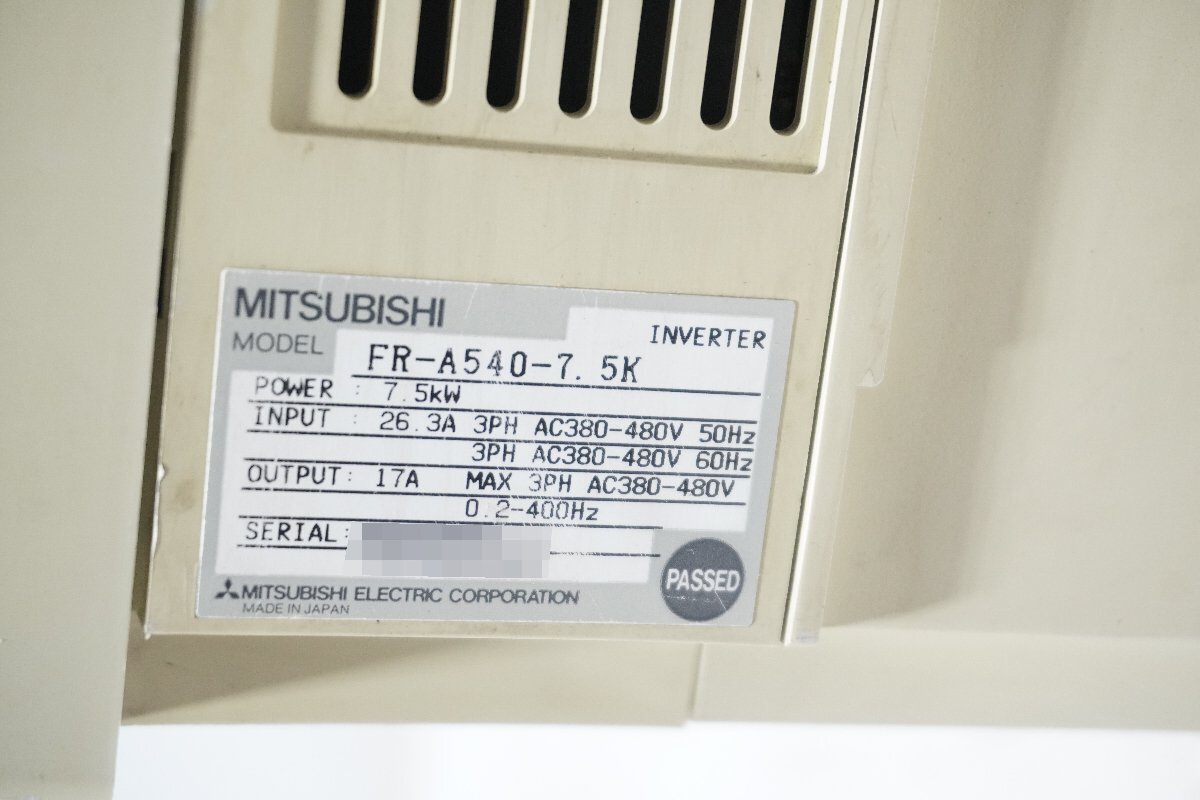 MITSUBISHI
INVERTER
MODEL FR-A540-7.5K
POWER : 7.5kW
INPUT : 26.3A 3PH AC380-480V 50Hz
3PH AC380-480V 60Hz
OUTPUT: 17A MAX 3PH AC380-480V
0.2-400Hz
SERIAL:
PASSED
MITSUBISHI ELECTRIC CORPORATION
MADE IN JAPAN